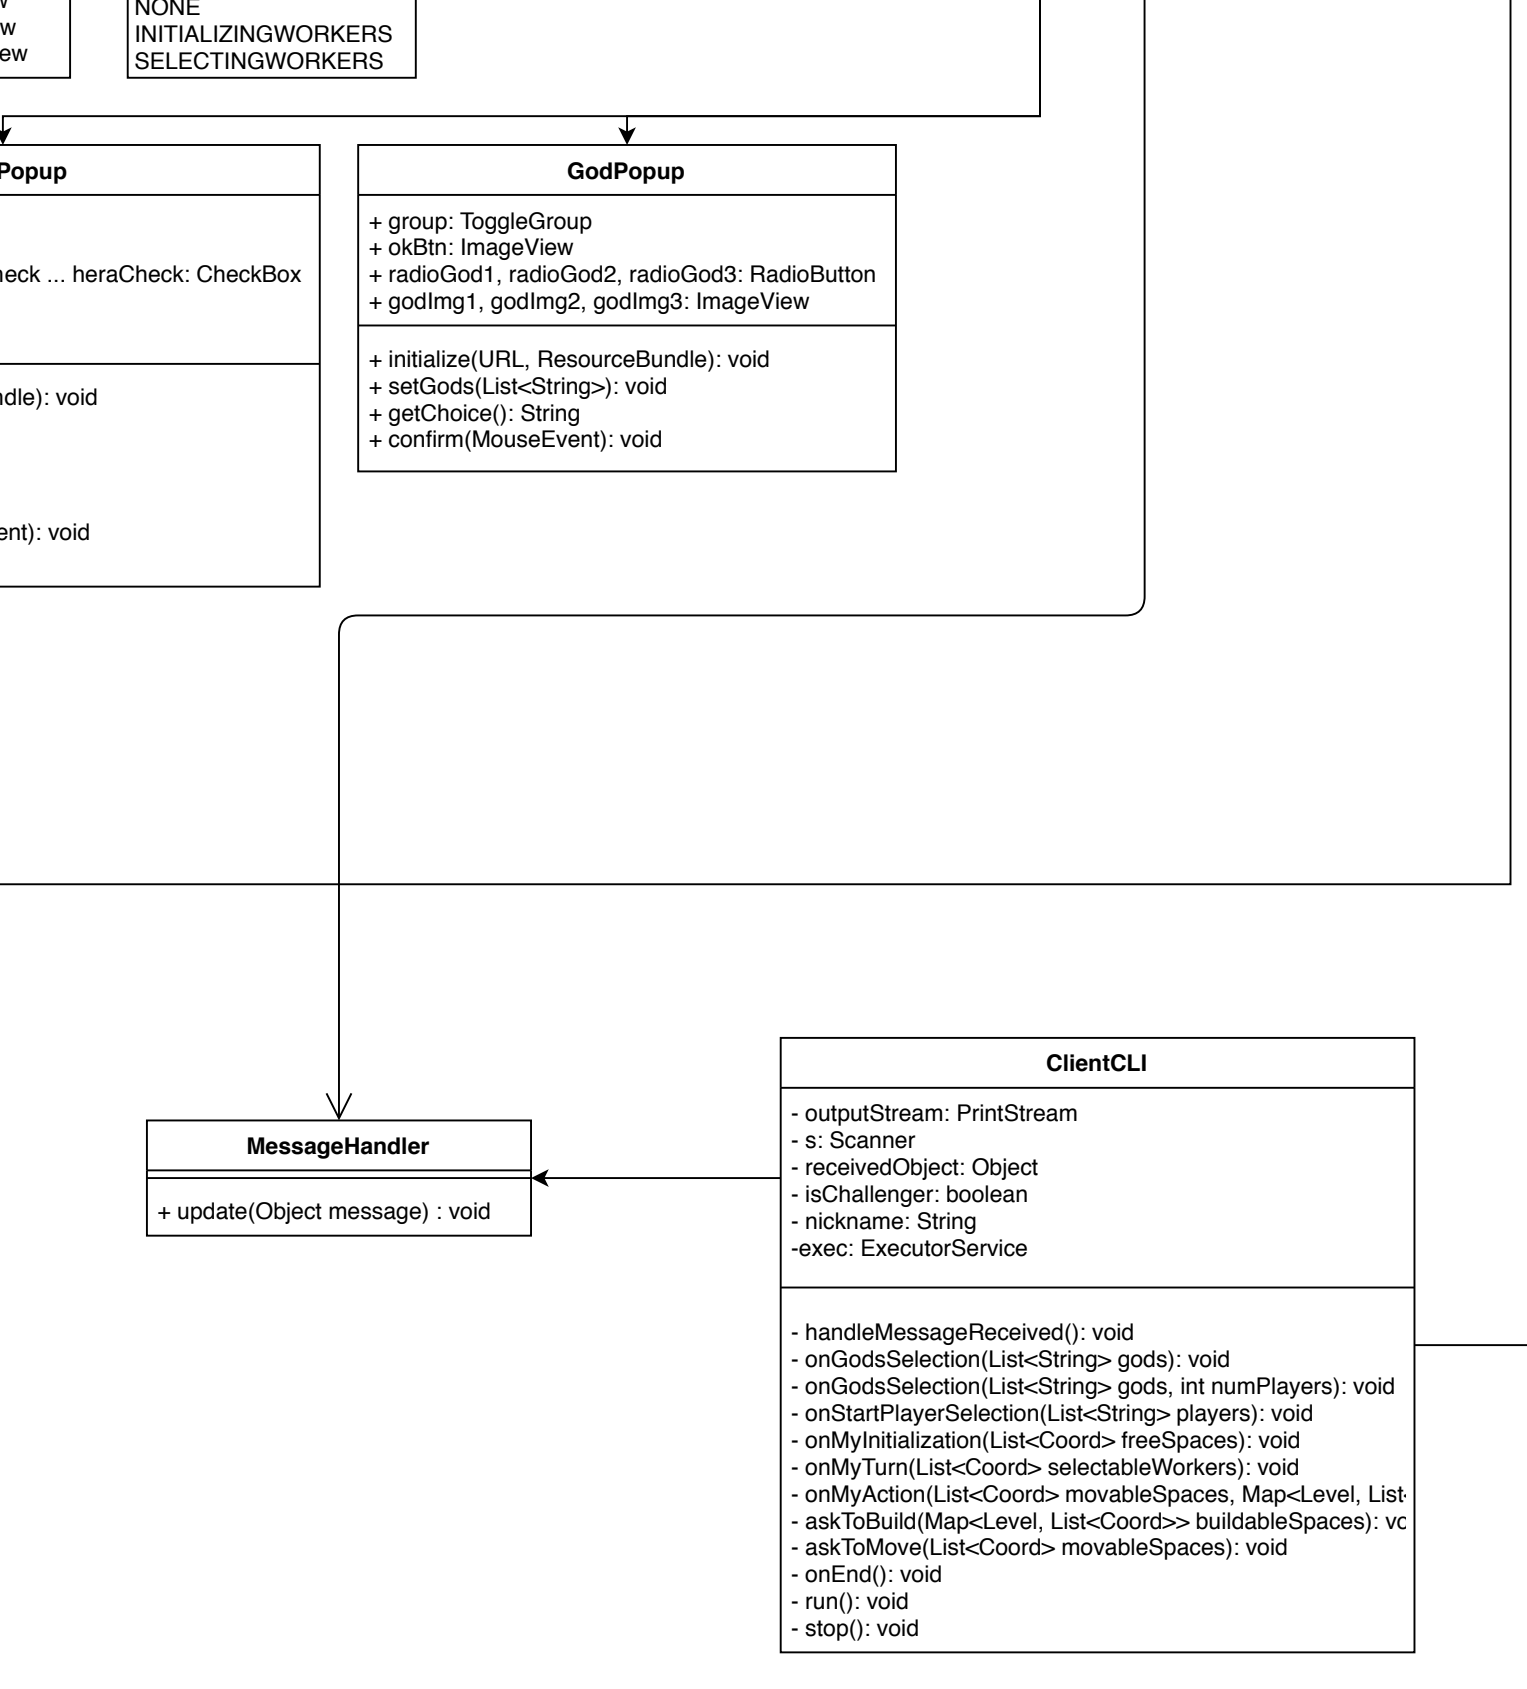 NONE
INITIALIZINGWORKERS
SELECTINGWORKERS
Popup
heraCheck: CheckBox
void
void
GodPopup
+ group: ToggleGroup
+ okBtn: ImageView
+ radioGod1, radioGod2, radioGod3: RadioButton
+ godImg1, godImg2, godImg3: ImageView
+ initialize(URL, ResourceBundle): void
+ setGods(List<String>): void
+ getChoice(): String
+ confirm(MouseEvent): void
MessageHandler
+ update(Object message) : void
ClientCLI
- outputStream: PrintStream
- s: Scanner
- receivedObject: Object
- isChallenger: boolean
- nickname: String
-exec: ExecutorService
- handleMessageReceived(): void
- onGodsSelection(List<String> gods): void
- onGodsSelection(List<String> gods, int numPlayers): void
- onStartPlayerSelection(List<String> players): void
- onMyInitialization(List<Coord> freeSpaces): void
- onMyTurn(List<Coord> selectableWorkers): void
- onMyAction(List<Coord> movableSpaces, Map<Level, List
- askToBuild(Map<Level, List<Coord>> buildableSpaces):
- askToMove(List<Coord> movableSpaces): void
- onEnd(): void
- run(): void
- stop(): void